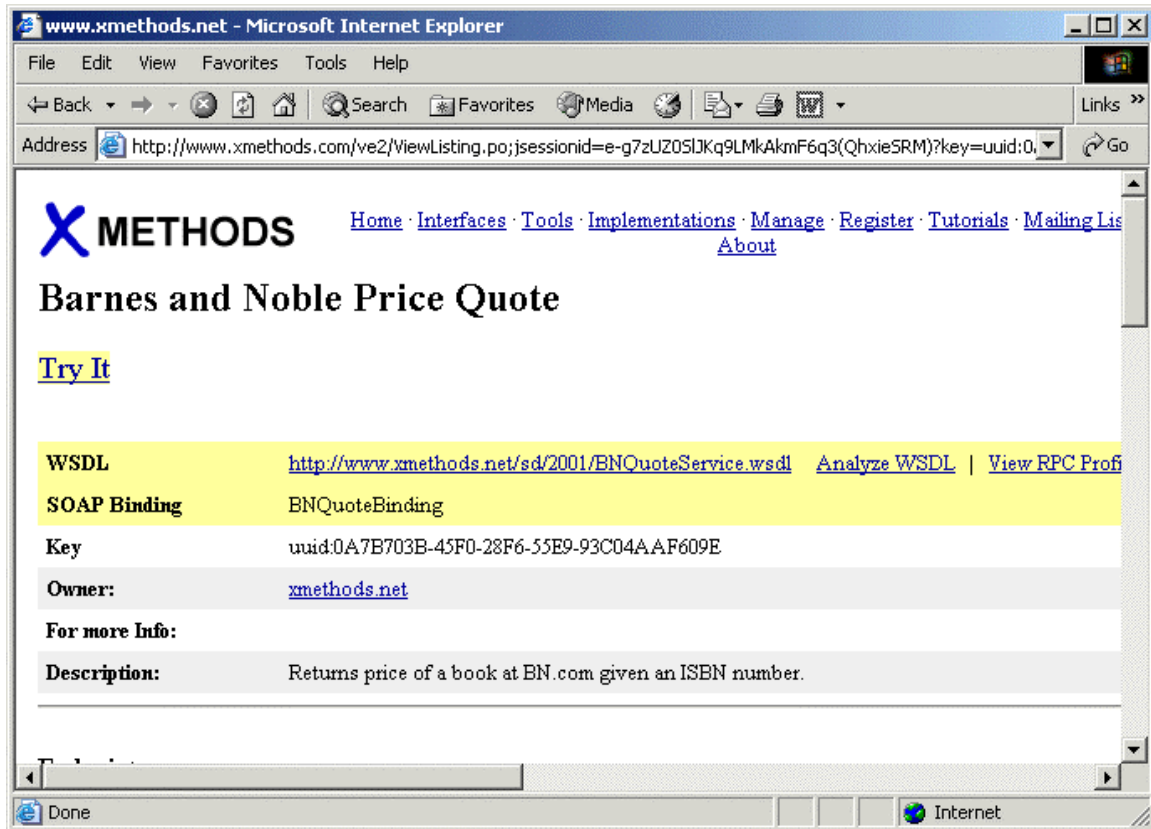 www.xmethods.net - Microsoft Internet Explorer
File Edit View Favorites Tools Help
Back Search Favorites Media Links »
Address http://www.xmethods.com/ve2/ViewListing.po;jsessionid=e-g7zUZ0SlJKq9LMkAkmF6q3(QhxieSRM)?key=uuid:0 Go
X METHODS
Home · Interfaces · Tools · Implementations · Manage · Register · Tutorials · Mailing Lis
About
Barnes and Noble Price Quote
Try It
WSDL http://www.xmethods.net/sd/2001/BNQuoteService.wsdl Analyze WSDL | View RPC Profi
SOAP Binding BNQuoteBinding
Key uuid:0A7B703B-45F0-28F6-55E9-93C04AAF609E
Owner: xmethods.net
For more Info:
Description: Returns price of a book at BN.com given an ISBN number.
Done Internet